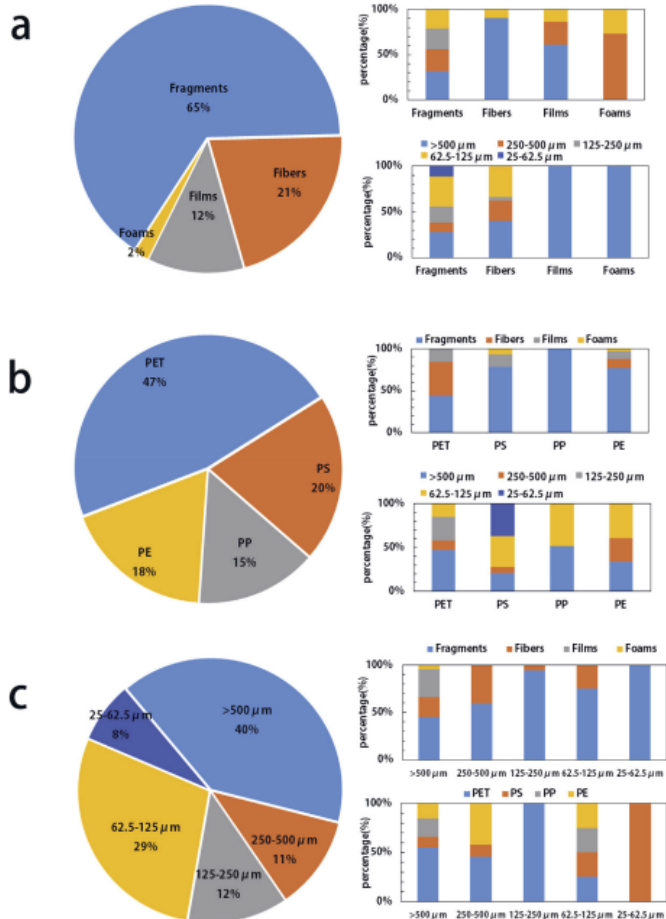 a
Fragments
65%
Fibers
21%
Films
12%
Foams
2%
percentage(%)
100%
50%
0%
Fragments Fibers Films Foams
>500 μm 250-500 μm 125-250 μm
62.5-125 μm 25-62.5 μm
percentage(%)
100%
50%
0%
Fragments Fibers Films Foams
b
PET
47%
PS
20%
PP
15%
PE
18%
Fragments Fibers Films Foams
percentage(%)
100%
50%
0%
PET PS PP PE
>500 μm 250-500 μm 125-250 μm
62.5-125 μm 25-62.5 μm
percentage(%)
100%
50%
0%
PET PS PP PE
c
>500 μm
40%
250-500 μm
11%
125-250 μm
12%
62.5-125 μm
29%
25-62.5 μm
8%
Fragments Fibers Films Foams
percentage(%)
100%
50%
0%
>500 μm 250-500 μm 125-250 μm 62.5-125 μm 25-62.5 μm
PET PS PP PE
percentage(%)
100%
50%
0%
>500 μm 250-500 μm 125-250 μm 62.5-125 μm 25-62.5 μm